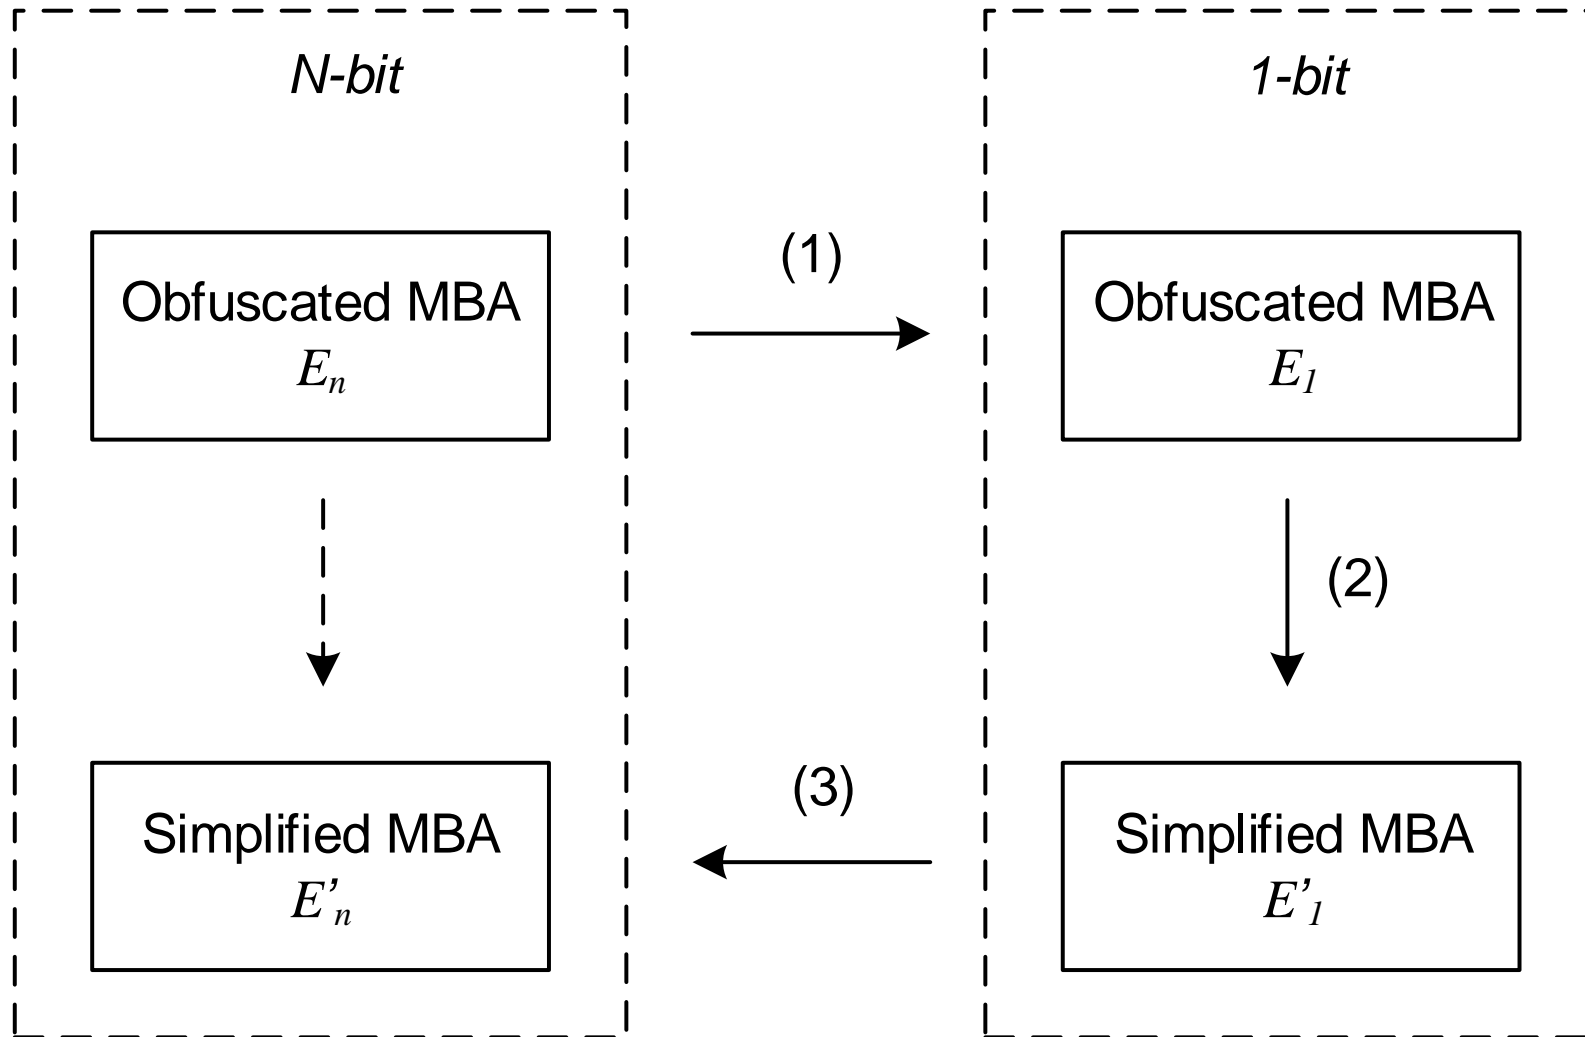 N-bit
1-bit
Obfuscated MBA
Eₙ
(1)
Obfuscated MBA
E₁
(2)
Simplified MBA
E’ₙ
(3)
Simplified MBA
E’₁